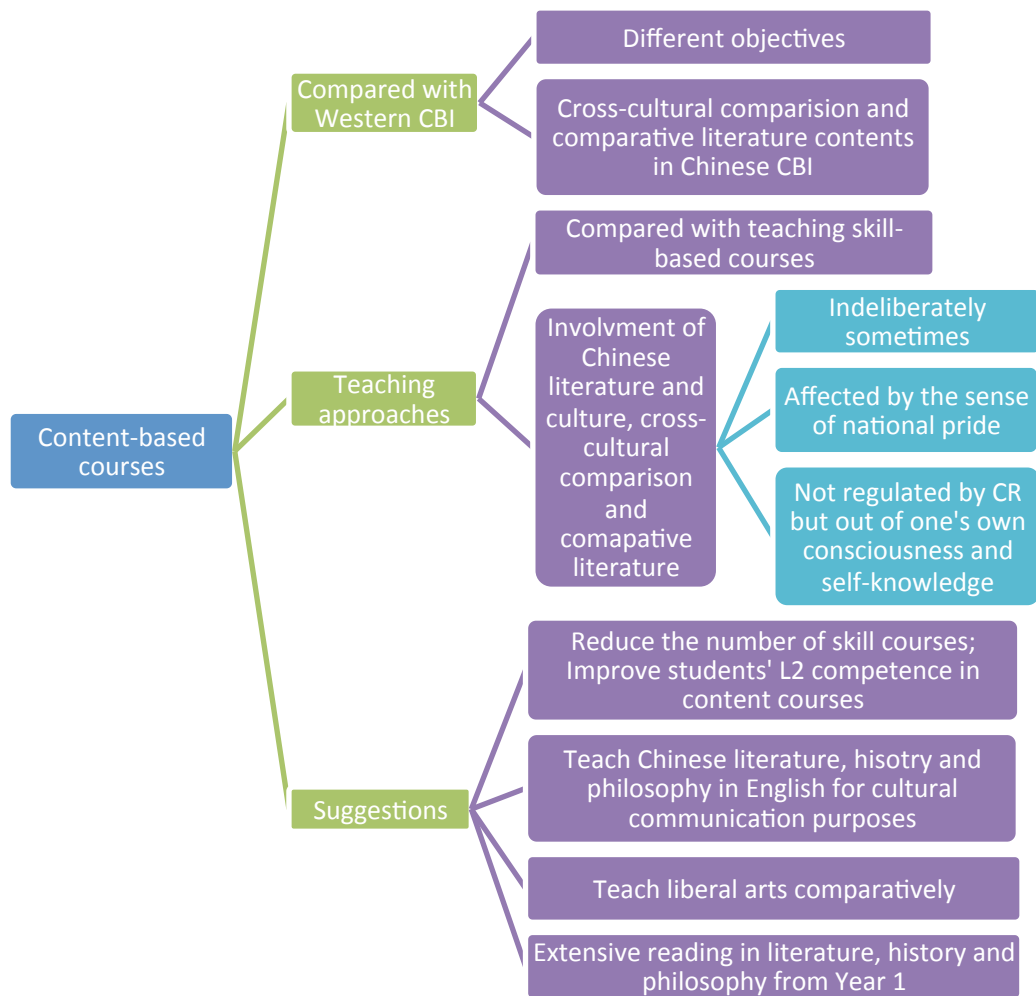 Content-based
courses
Compared with
Western CBI
Different objectives
Cross-cultural comparision and
comparative literature contents
in Chinese CBI
Teaching
approaches
Compared with teaching skill-
based courses
Involvment of
Chinese
literature and
culture, cross-
cultural
comparison
and
comapative
literature
Indeliberately
sometimes
Affected by the sense
of national pride
Not regulated by CR
but out of one's own
consciousness and
self-knowledge
Suggestions
Reduce the number of skill courses;
Improve students' L2 competence in
content courses
Teach Chinese literature, hisotry and
philosophy in English for cultural
communication purposes
Teach liberal arts comparatively
Extensive reading in literature, history and
philosophy from Year 1